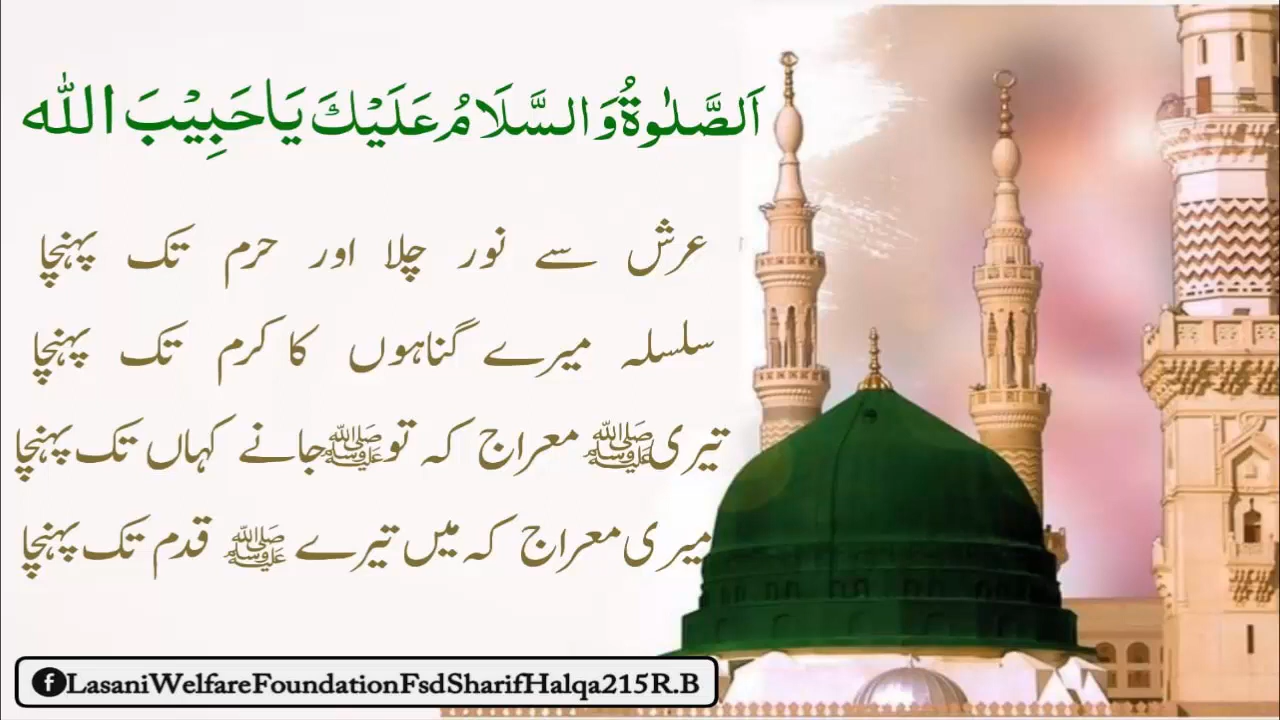 اَلصَّلٰوةُ وَالسَّلَامُ عَلَيْكَ يَا حَبِيْبَ الله
عرش سے نور چلا اور حرم تک پہنچا
سلسلہ میرے گناہوں کا کرم تک پہنچا
تیری ﷺ معراج کہ تو ﷺ جانے کہاں تک پہنچا
میری معراج کہ میں تیرے ﷺ قدم تک پہنچا
LasaniWelfareFoundationFsdSharifHalqa215R.B